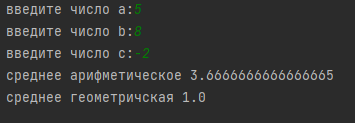 введите число a:5
введите число b:8
введите число c:-2
среднее арифметическое 3.6666666666666665
среднее геометричская 1.0